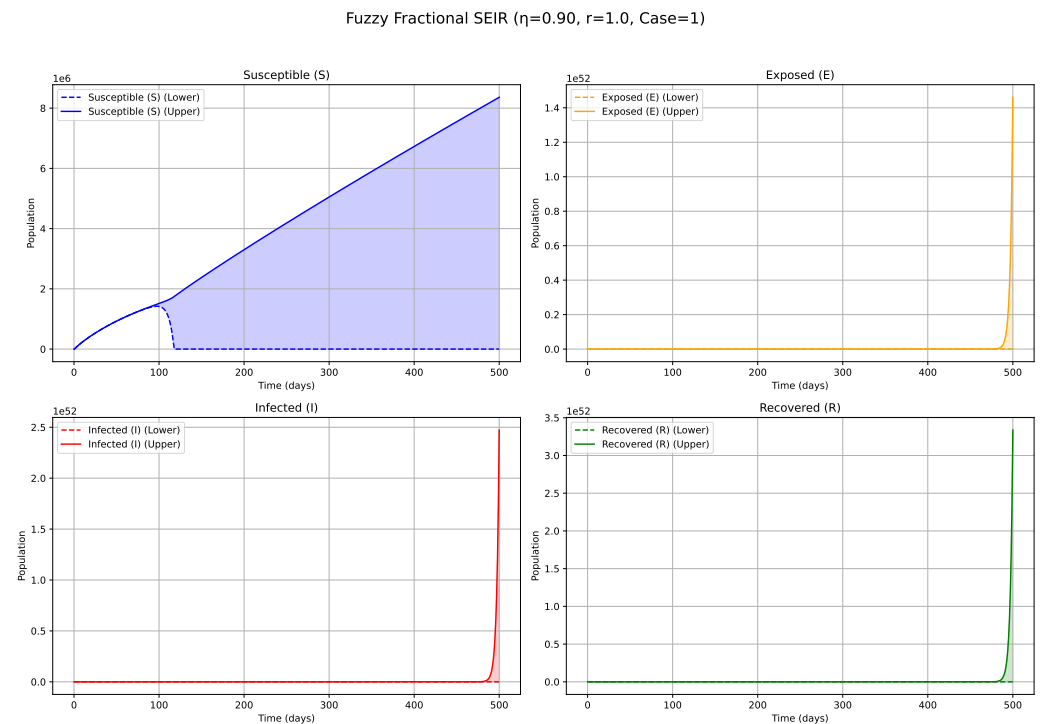 Fuzzy Fractional SEIR (η=0.90, r=1.0, Case=1)
Susceptible (S)
1e6
Susceptible (S) (Lower)
Susceptible (S) (Upper)
8
6
4
2
0
Population
0 100 200 300 400 500
Time (days)
Exposed (E)
1e52
Exposed (E) (Lower)
Exposed (E) (Upper)
1.4
1.2
1.0
0.8
0.6
0.4
0.2
0.0
Population
0 100 200 300 400 500
Time (days)
Infected (I)
1e52
Infected (I) (Lower)
Infected (I) (Upper)
2.5
2.0
1.5
1.0
0.5
0.0
Population
0 100 200 300 400 500
Time (days)
Recovered (R)
1e52
Recovered (R) (Lower)
Recovered (R) (Upper)
3.5
3.0
2.5
2.0
1.5
1.0
0.5
0.0
Population
0 100 200 300 400 500
Time (days)